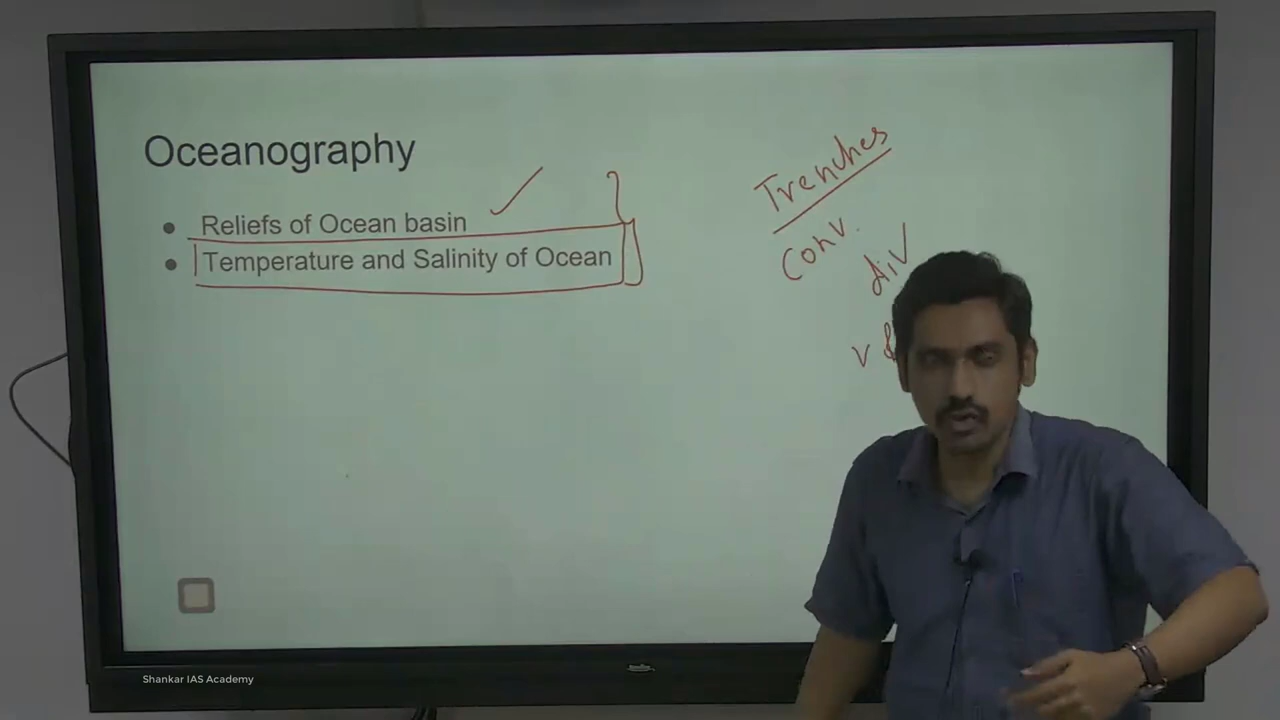 Oceanography
Reliefs of Ocean basin
Temperature and Salinity of Ocean
Trenches
Conv.
div
v &
Shankar IAS Academy